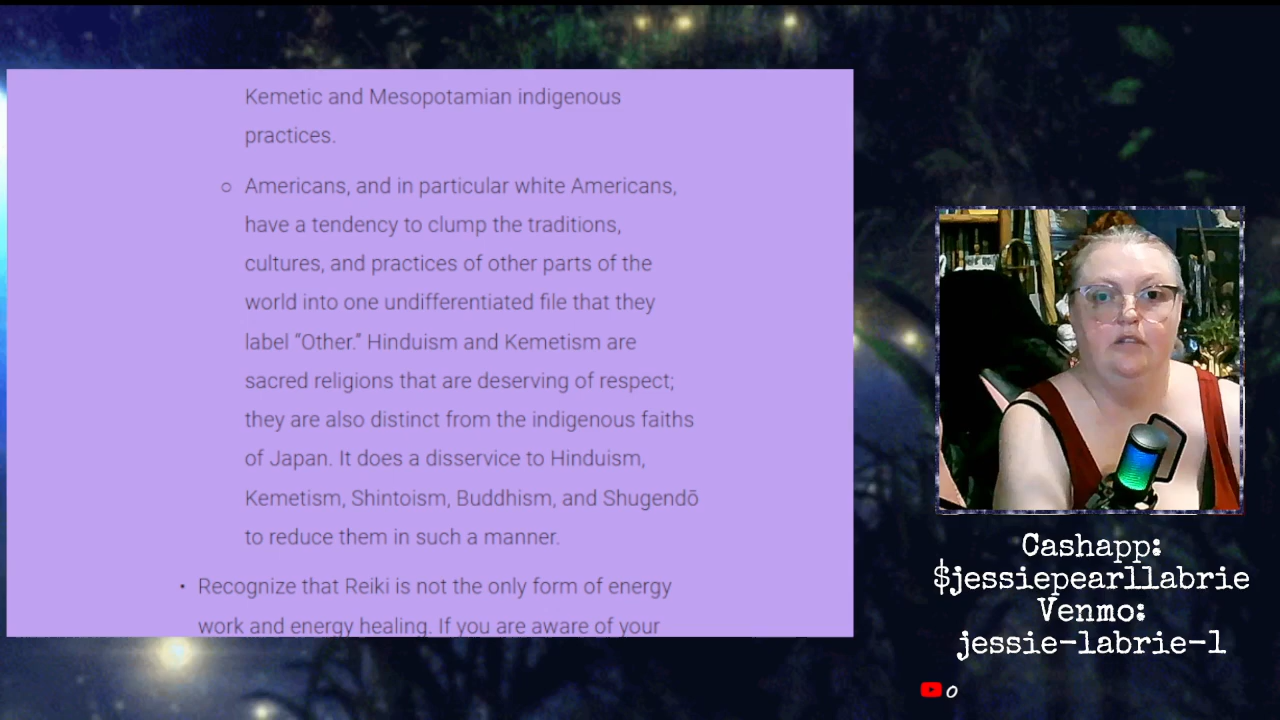 Kemetic and Mesopotamian indigenous
practices.
○ Americans, and in particular white Americans,
have a tendency to clump the traditions,
cultures, and practices of other parts of the
world into one undifferentiated file that they
label “Other.” Hinduism and Kemetism are
sacred religions that are deserving of respect;
they are also distinct from the indigenous faiths
of Japan. It does a disservice to Hinduism,
Kemetism, Shintoism, Buddhism, and Shugendō
to reduce them in such a manner.
• Recognize that Reiki is not the only form of energy
work and energy healing. If you are aware of your
Cashapp:
$jessiepearllabrie
Venmo:
jessie-labrie-1
0